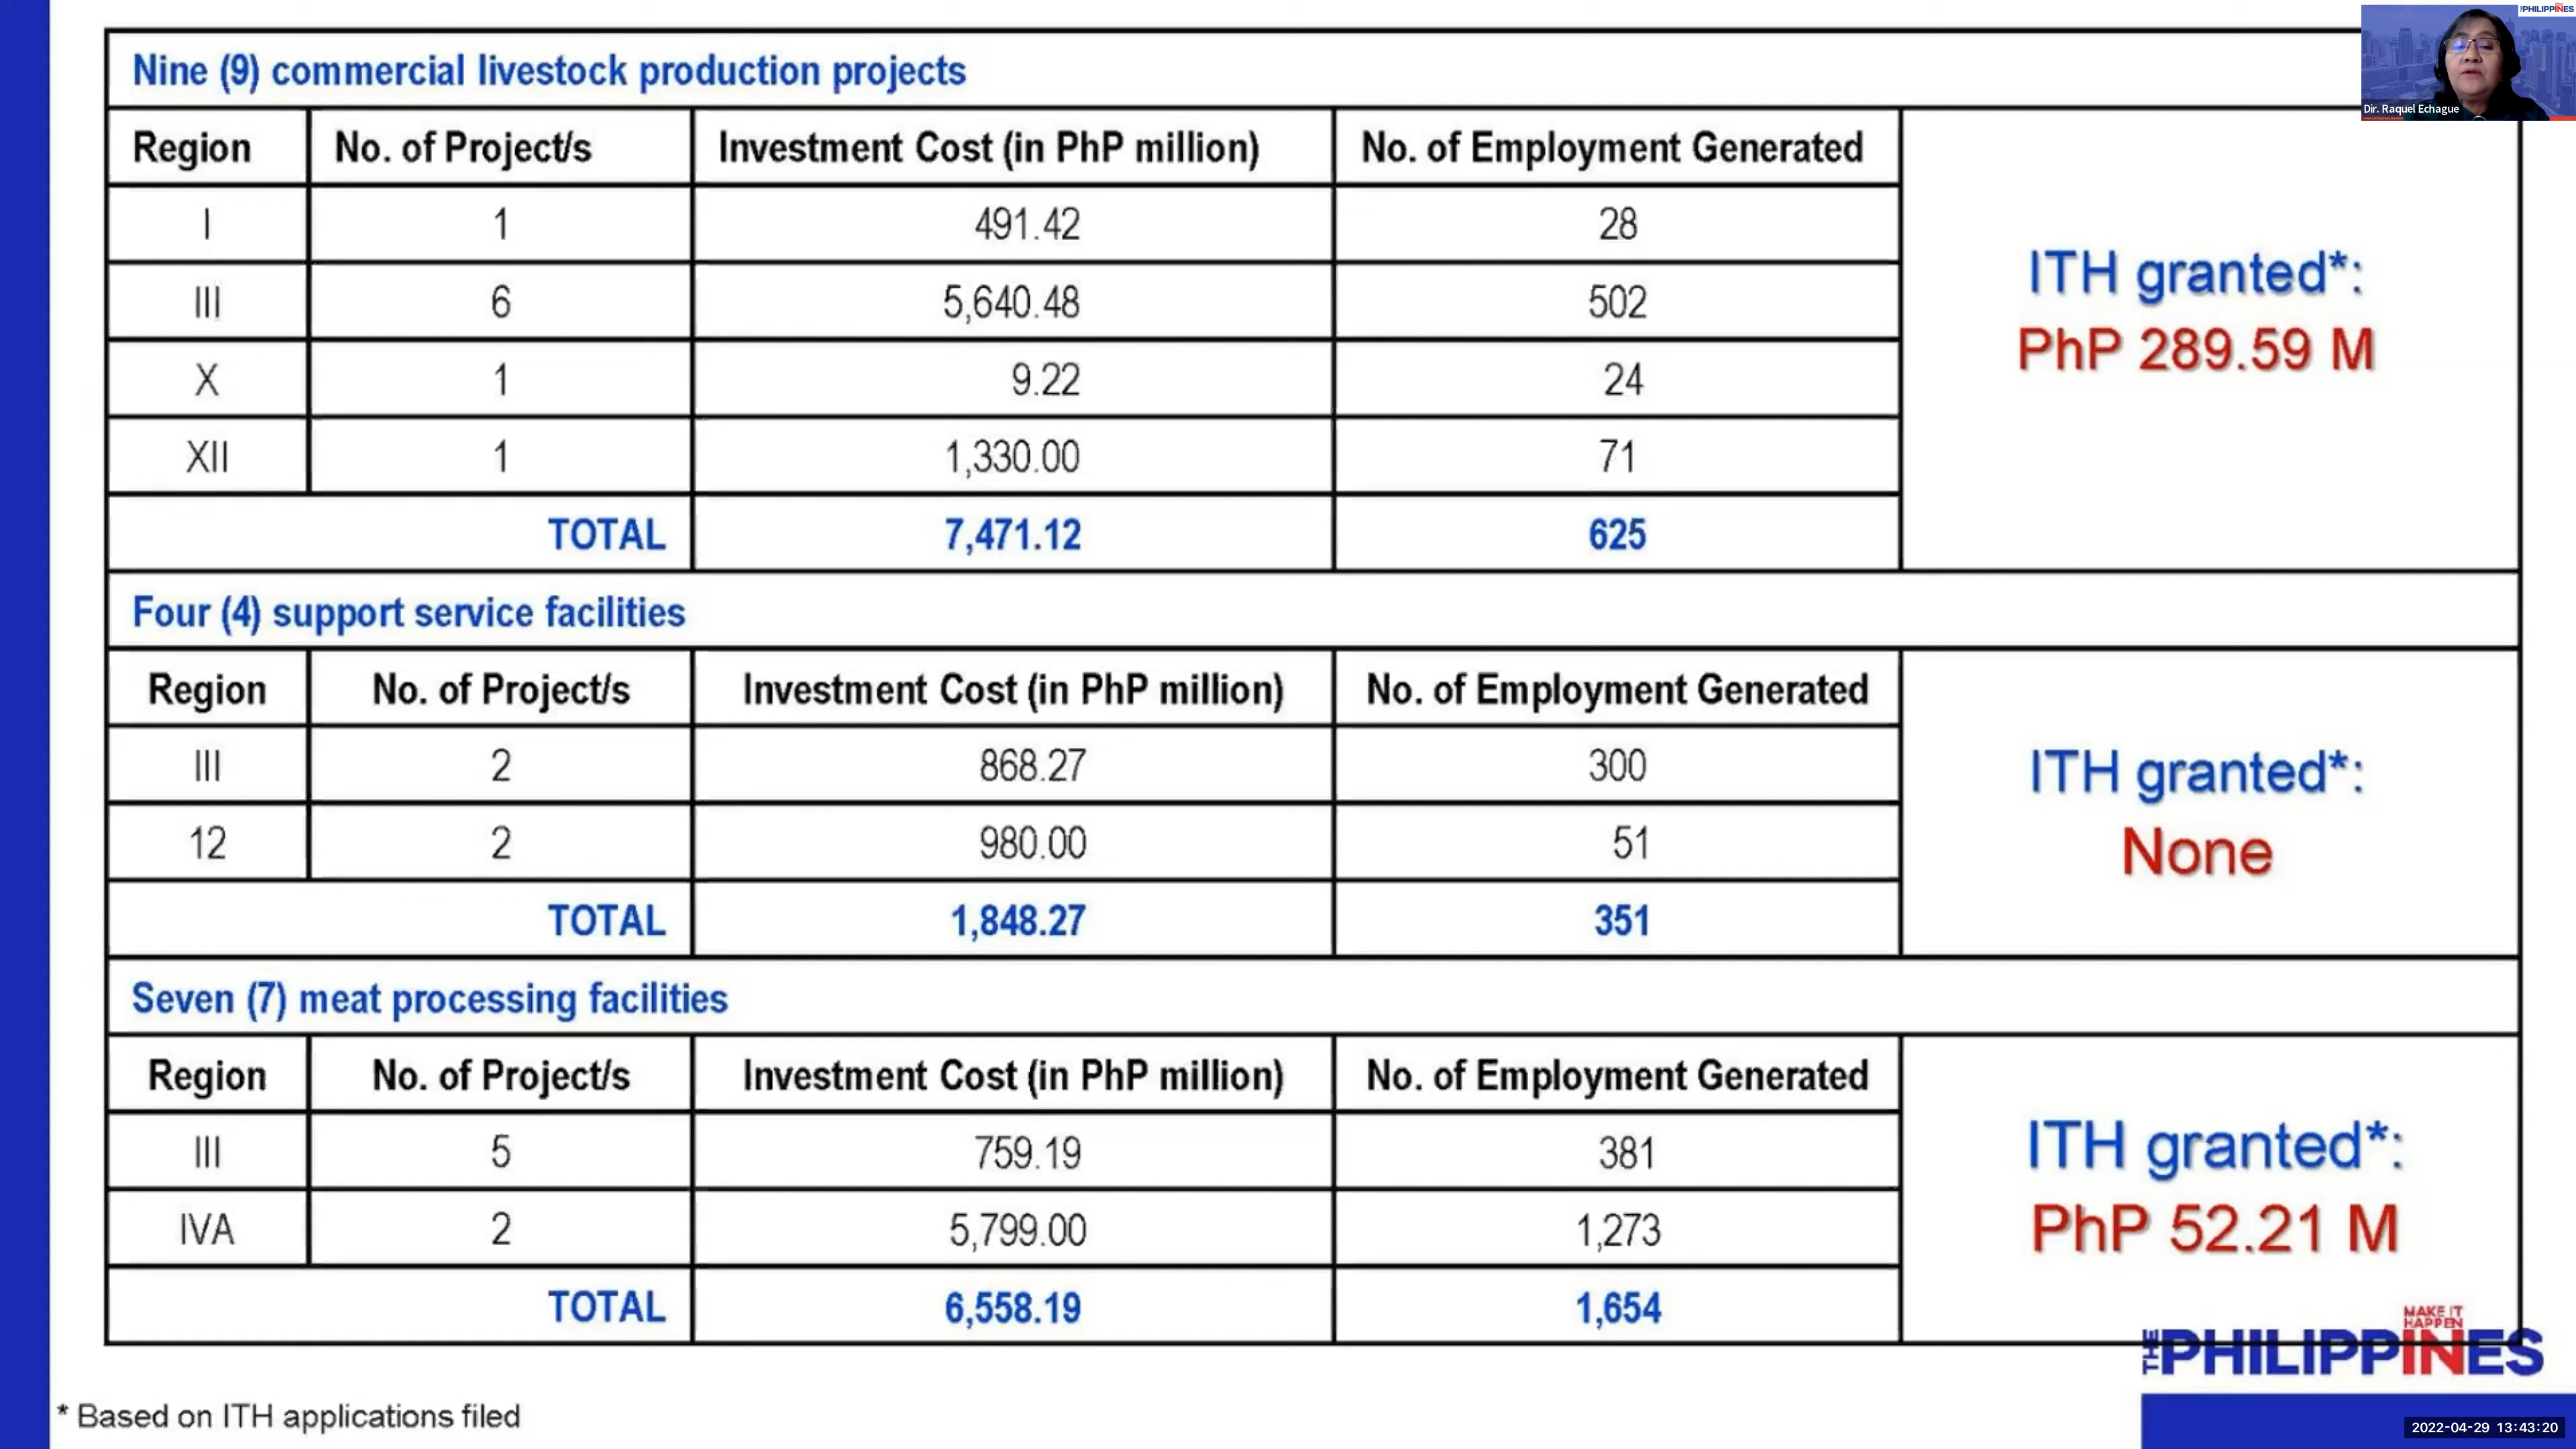 PHILIPPINES
Dir. Raquel Echague
Nine (9) commercial livestock production projects
Region No. of Project/s Investment Cost (in PhP million) No. of Employment Generated
I 1 491.42 28
III 6 5,640.48 502
X 1 9.22 24
XII 1 1,330.00 71
TOTAL 7,471.12 625
ITH granted*:
PhP 289.59 M
Four (4) support service facilities
Region No. of Project/s Investment Cost (in PhP million) No. of Employment Generated
III 2 868.27 300
12 2 980.00 51
TOTAL 1,848.27 351
ITH granted*:
None
Seven (7) meat processing facilities
Region No. of Project/s Investment Cost (in PhP million) No. of Employment Generated
III 5 759.19 381
IVA 2 5,799.00 1,273
TOTAL 6,558.19 1,654
ITH granted*:
PhP 52.21 M
MAKE IT
HAPPEN
THE PHILIPPINES
* Based on ITH applications filed
2022-04-29 13:43:20